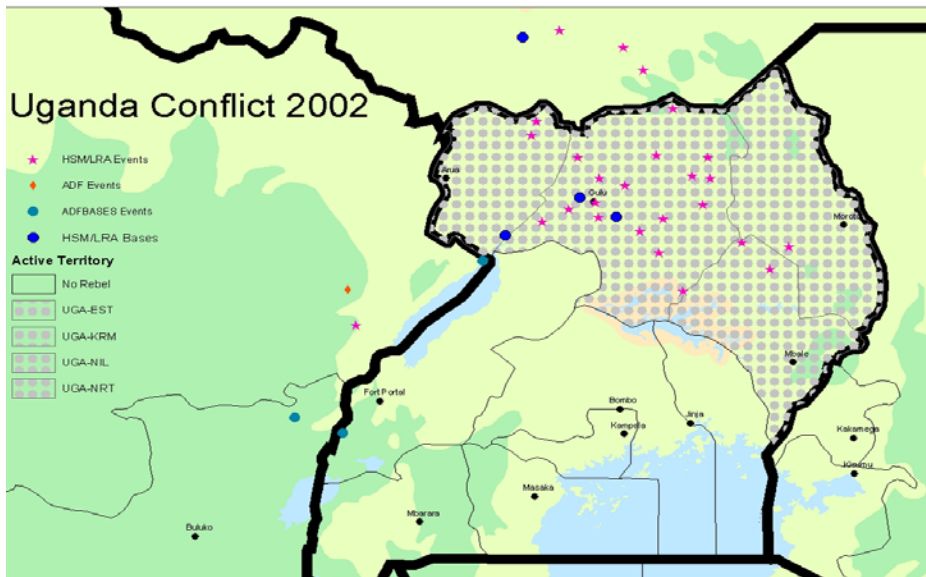 Uganda Conflict 2002
HSM/LRA Events
ADF Events
ADFBASES Events
HSM/LRA Bases
Active Territory
No Rebel
UGA-EST
UGA-KRM
UGA-NIL
UGA-NRT
Arua
Gulu
Moroto
Mbale
Fort Portal
Bombo
Jinja
Kampala
Kakamega
Kisumu
Masaka
Mbarara
Buluko